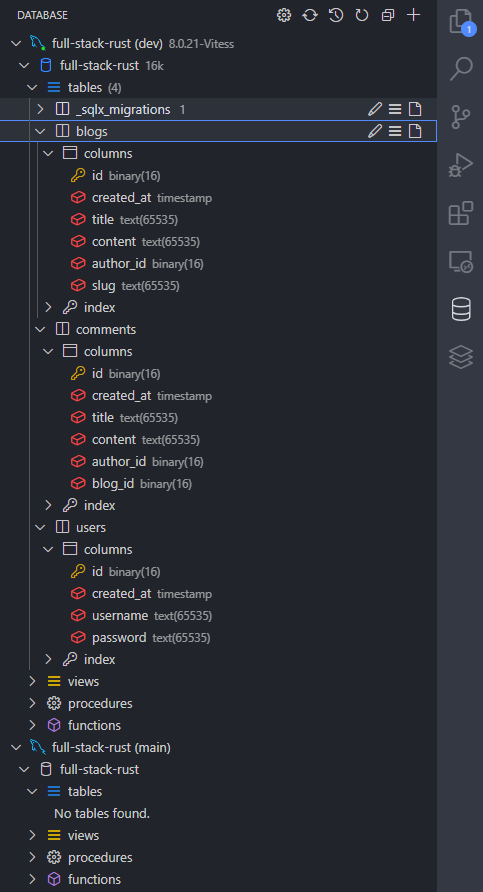 DATABASE
full-stack-rust (dev) 8.0.21-Vitess
full-stack-rust 16k
tables (4)
_sqlx_migrations 1
blogs
columns
id binary(16)
created_at timestamp
title text(65535)
content text(65535)
author_id binary(16)
slug text(65535)
index
comments
columns
id binary(16)
created_at timestamp
title text(65535)
content text(65535)
author_id binary(16)
blog_id binary(16)
index
users
columns
id binary(16)
created_at timestamp
username text(65535)
password text(65535)
index
views
procedures
functions
full-stack-rust (main)
full-stack-rust
tables
No tables found.
views
procedures
functions
1